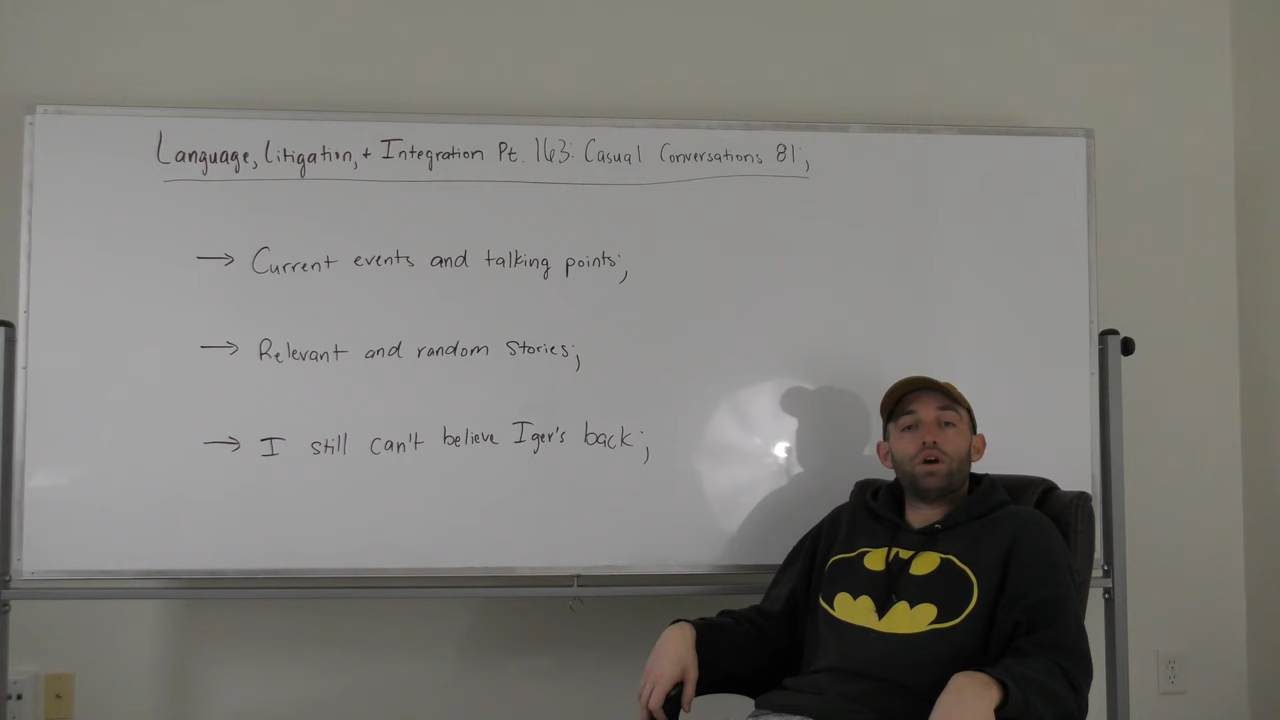 Language, Litigation, + Integration Pt. 163: Casual Conversations 81;
→ Current events and talking points;
→ Relevant and random stories;
→ I still can't believe Iger's back;